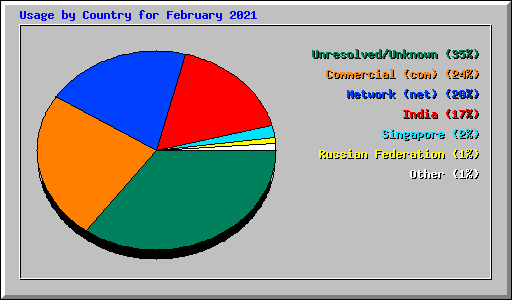 Usage by Country for February 2021
Unresolved/Unknown (35%)
Commercial (com) (24%)
Network (net) (20%)
India (17%)
Singapore (2%)
Russian Federation (1%)
Other (1%)